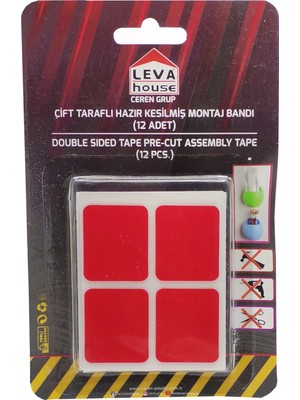 LEVA
house
CEREN GRUP
ÇİFT TARAFLI HAZIR KESİLMİŞ MONTAJ BANDI
(12 ADET)
DOUBLE SIDED TAPE PRE-CUT ASSEMBLY TAPE
(12 PCS.)